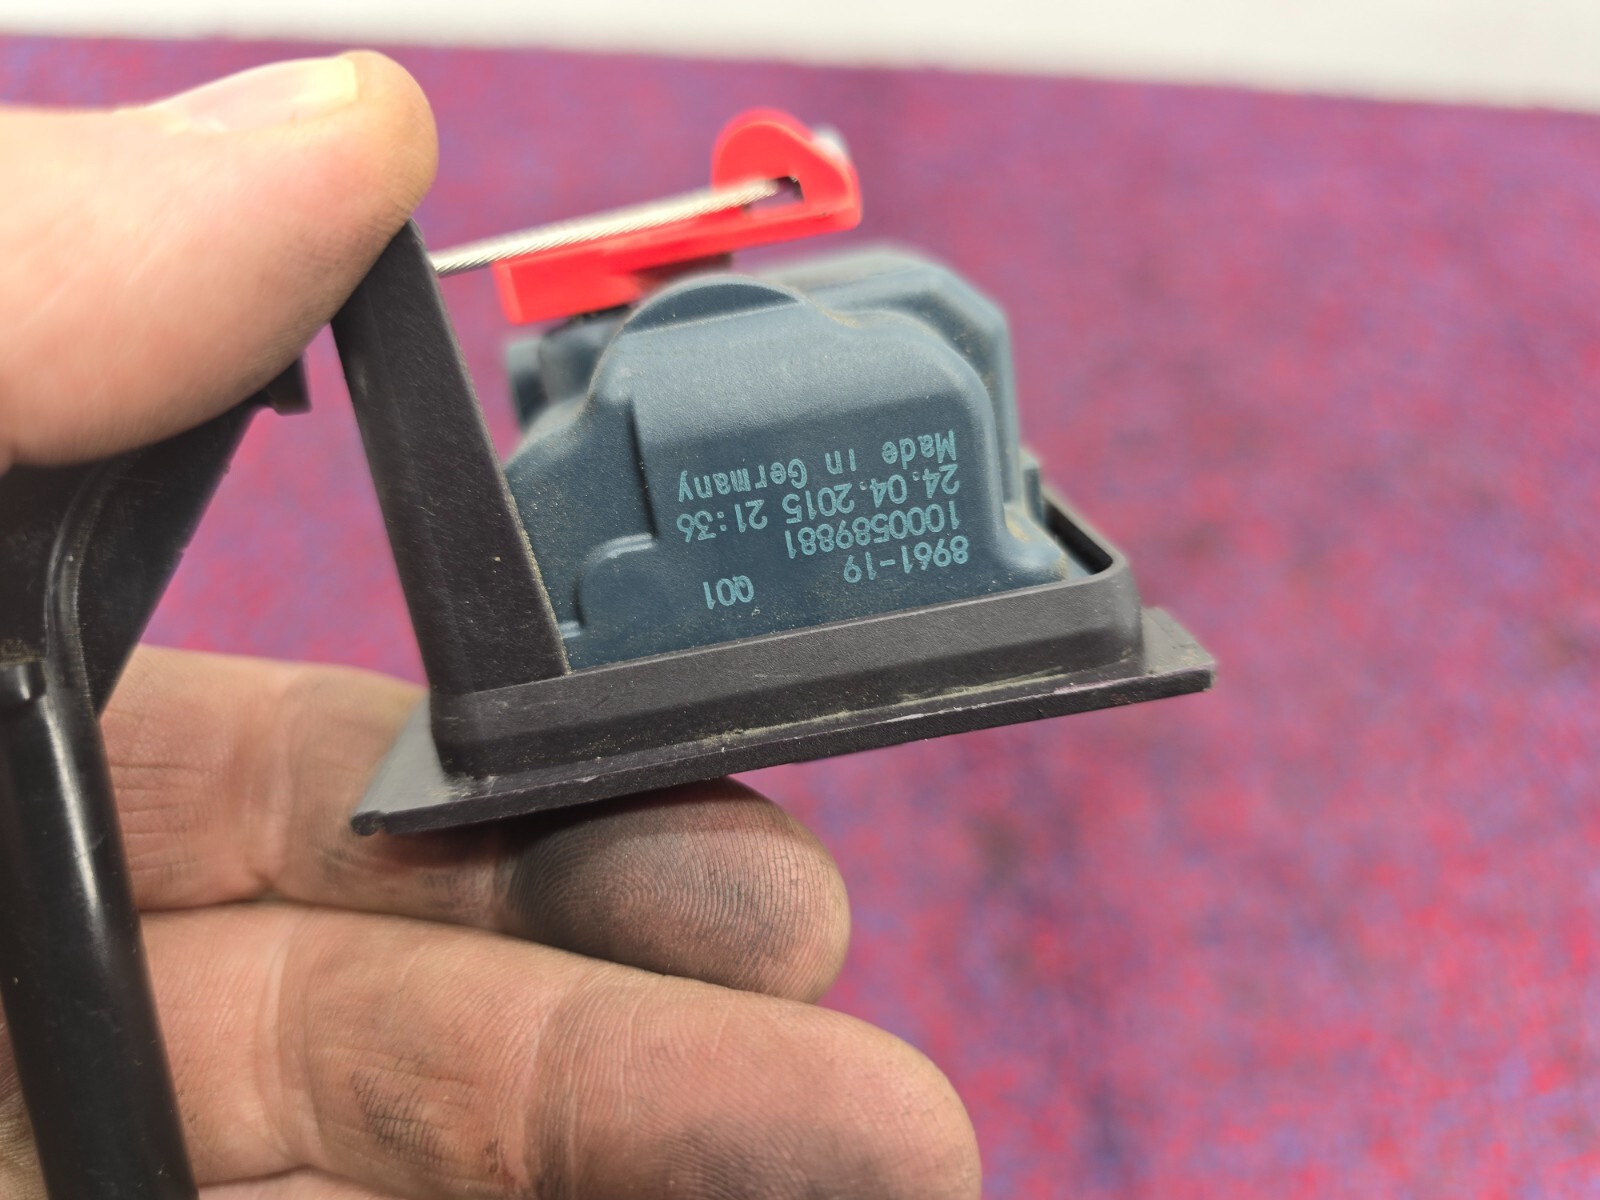 8961-19 Q01
1000589881
24.04.2015 21:36
Made in Germany